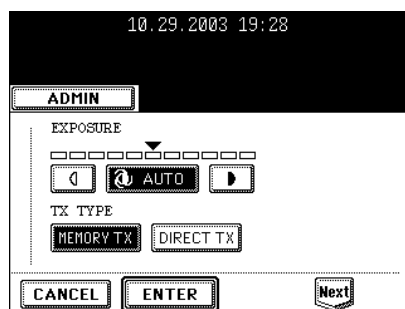 10.29.2003 19:28
ADMIN
EXPOSURE
AUTO
TX TYPE
MEMORY TX DIRECT TX
CANCEL ENTER Next